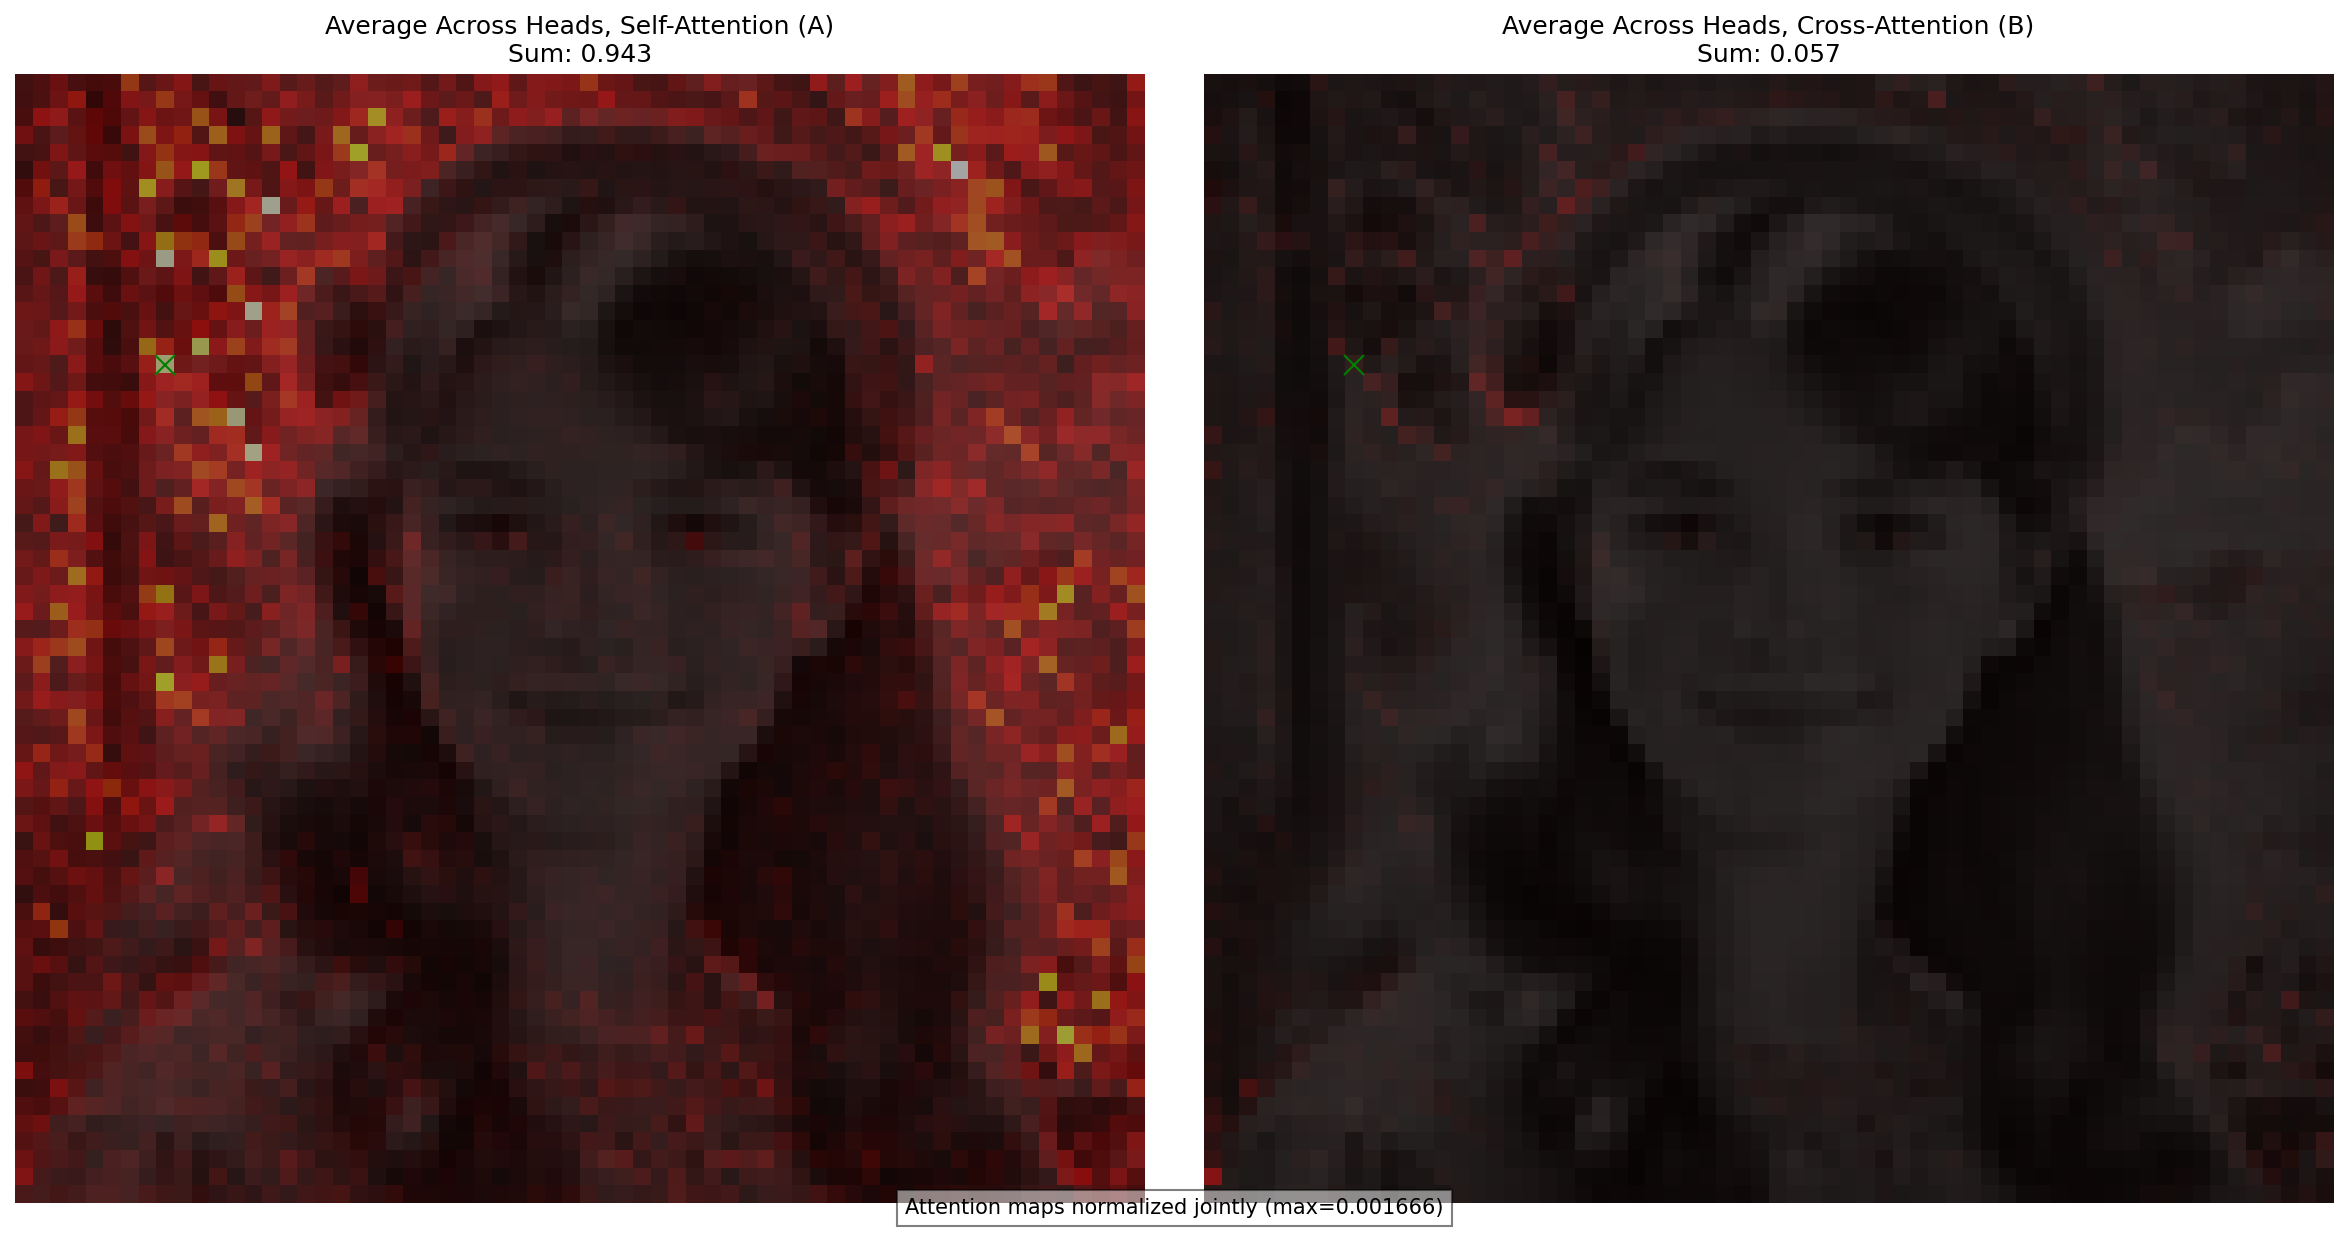 Average Across Heads, Self-Attention (A)
Sum: 0.943
Average Across Heads, Cross-Attention (B)
Sum: 0.057
Attention maps normalized jointly (max=0.001666)